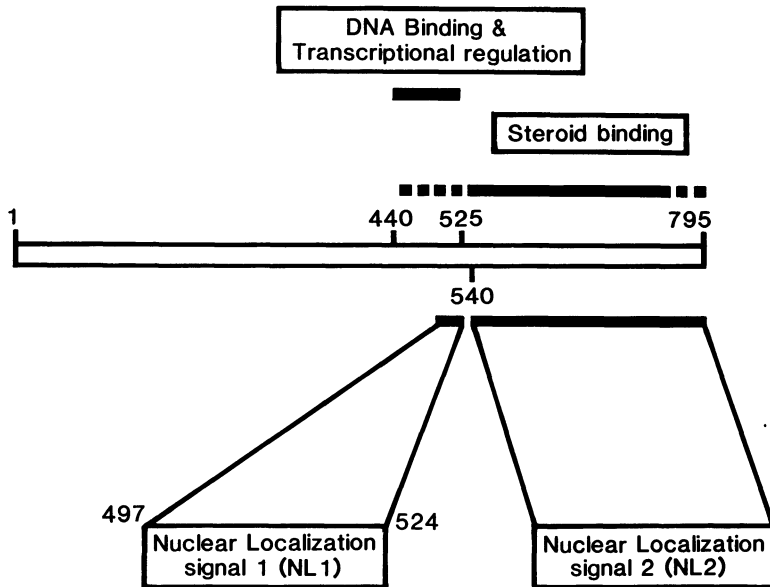 DNA Binding &
Transcriptional regulation
Steroid binding
1
440
525
795
540
497
524
Nuclear Localization
signal 1 (NL1)
Nuclear Localization
signal 2 (NL2)